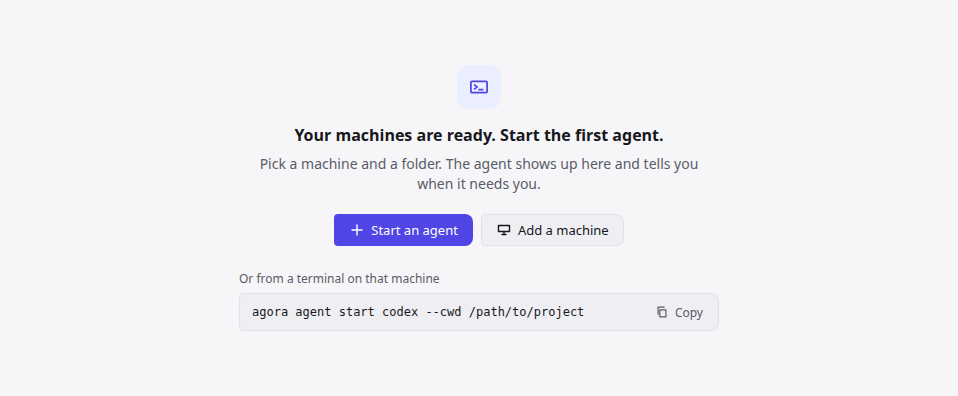 Your machines are ready. Start the first agent.
Pick a machine and a folder. The agent shows up here and tells you
when it needs you.
Start an agent
Add a machine
Or from a terminal on that machine
agora agent start codex --cwd /path/to/project
Copy